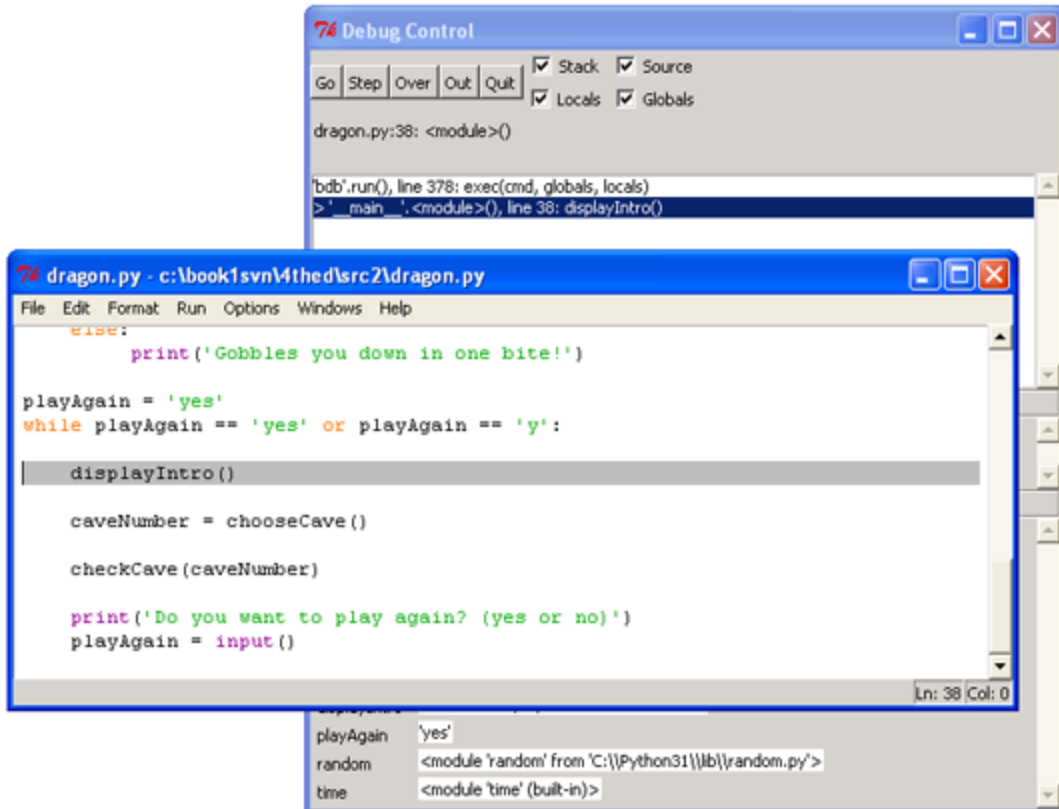 Debug Control
Go Step Over Out Quit Stack Source
Locals Globals
dragon.py:38: <module>()
'bdb'.run(), line 378: exec(cmd, globals, locals)
> '__main__'.<module>(), line 38: displayIntro()
dragon.py - c:\book1svn\4thed\src2\dragon.py
File Edit Format Run Options Windows Help
else:
print('Gobbles you down in one bite!')
playAgain = 'yes'
while playAgain == 'yes' or playAgain == 'y':
displayIntro()
caveNumber = chooseCave()
checkCave(caveNumber)
print('Do you want to play again? (yes or no)')
playAgain = input()
Ln: 38 Col: 0
playAgain 'yes'
random <module 'random' from 'C:\\Python31\\lib\\random.py'>
time <module 'time' (built-in)>